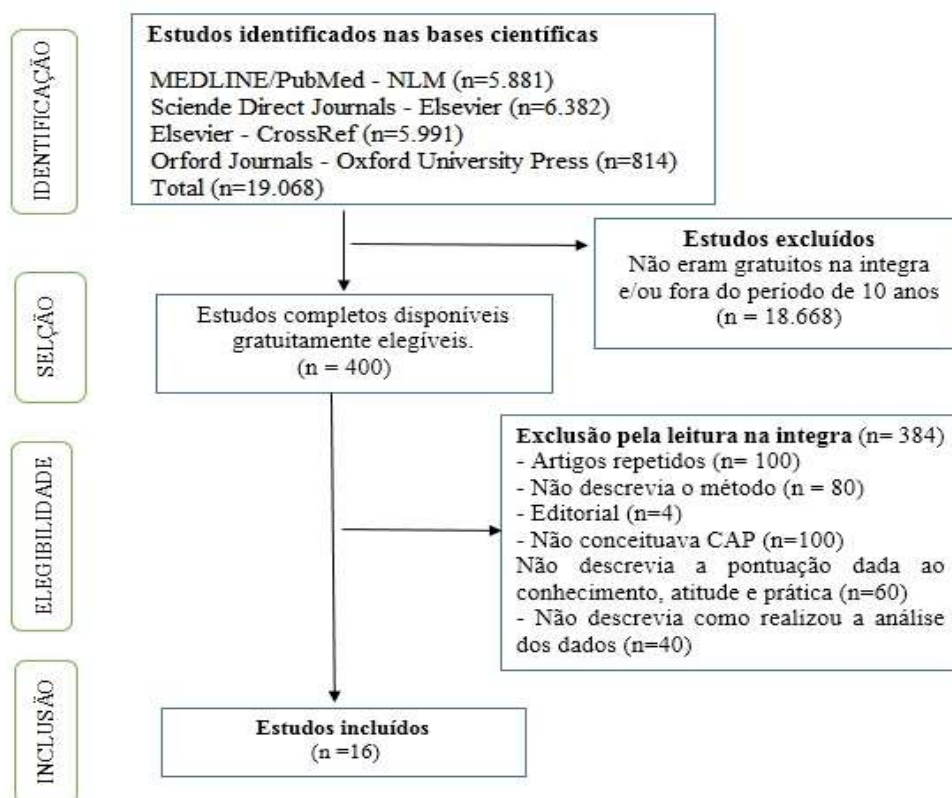 IDENTIFICAÇÃO
Estudos identificados nas bases científicas
MEDLINE/PubMed - NLM (n=5.881)
Sciende Direct Journals - Elsevier (n=6.382)
Elsevier - CrossRef (n=5.991)
Orford Journals - Oxford University Press (n=814)
Total (n=19.068)
Estudos excluídos
Não eram gratuitos na integra
e/ou fora do período de 10 anos
(n = 18.668)
SELÇÃO
Estudos completos disponíveis
gratuitamente elegíveis.
(n = 400)
ELEGIBILIDADE
Exclusão pela leitura na integra (n= 384)
- Artigos repetidos (n= 100)
- Não descrevia o método (n = 80)
- Editorial (n=4)
- Não conceituava CAP (n=100)
Não descrevia a pontuação dada ao
conhecimento, atitude e prática (n=60)
- Não descrevia como realizou a análise
dos dados (n=40)
INCLUSÃO
Estudos incluídos
(n =16)